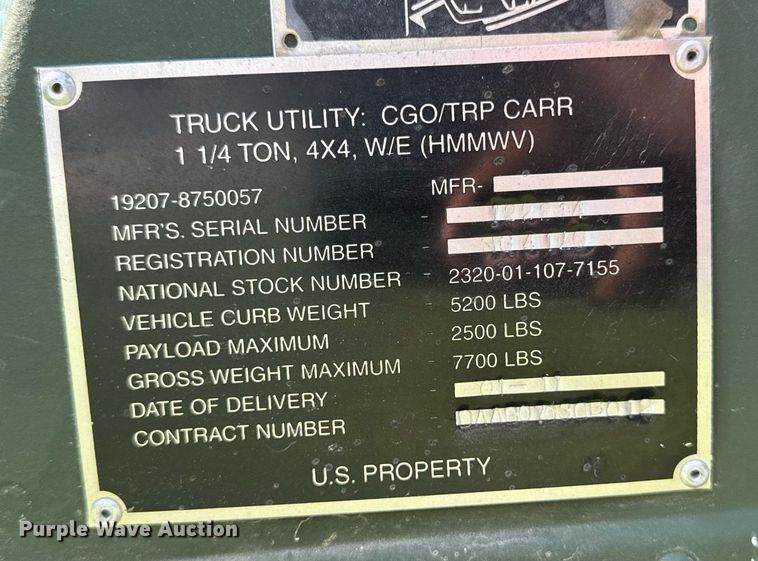 TRUCK UTILITY: CGO/TRP CARR
1 1/4 TON, 4X4, W/E (HMMWV)
19207-8750057 MFR-
MFR'S. SERIAL NUMBER -
REGISTRATION NUMBER -
NATIONAL STOCK NUMBER - 2320-01-107-7155
VEHICLE CURB WEIGHT - 5200 LBS
PAYLOAD MAXIMUM - 2500 LBS
GROSS WEIGHT MAXIMUM - 7700 LBS
DATE OF DELIVERY -
CONTRACT NUMBER -
U.S. PROPERTY
Purple Wave Auction